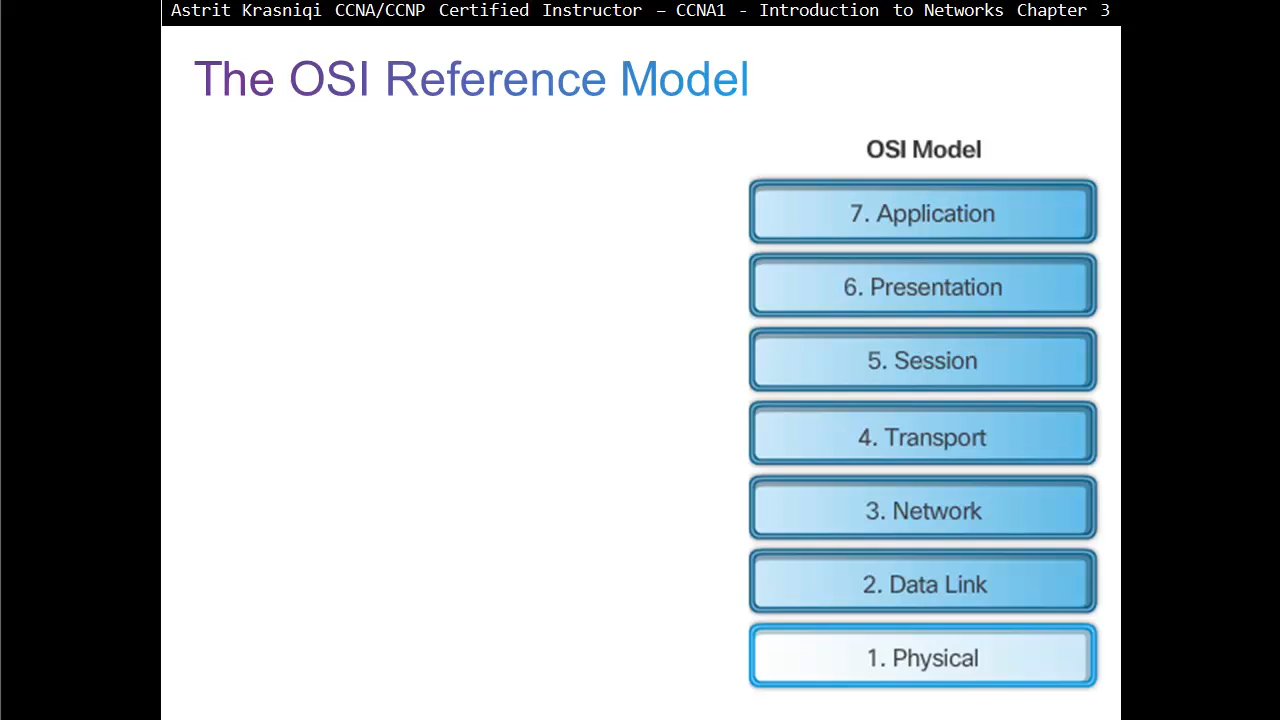 Astrit Krasniqi CCNA/CCNP Certified Instructor – CCNA1 - Introduction to Networks Chapter 3
The OSI Reference Model
OSI Model
7. Application
6. Presentation
5. Session
4. Transport
3. Network
2. Data Link
1. Physical